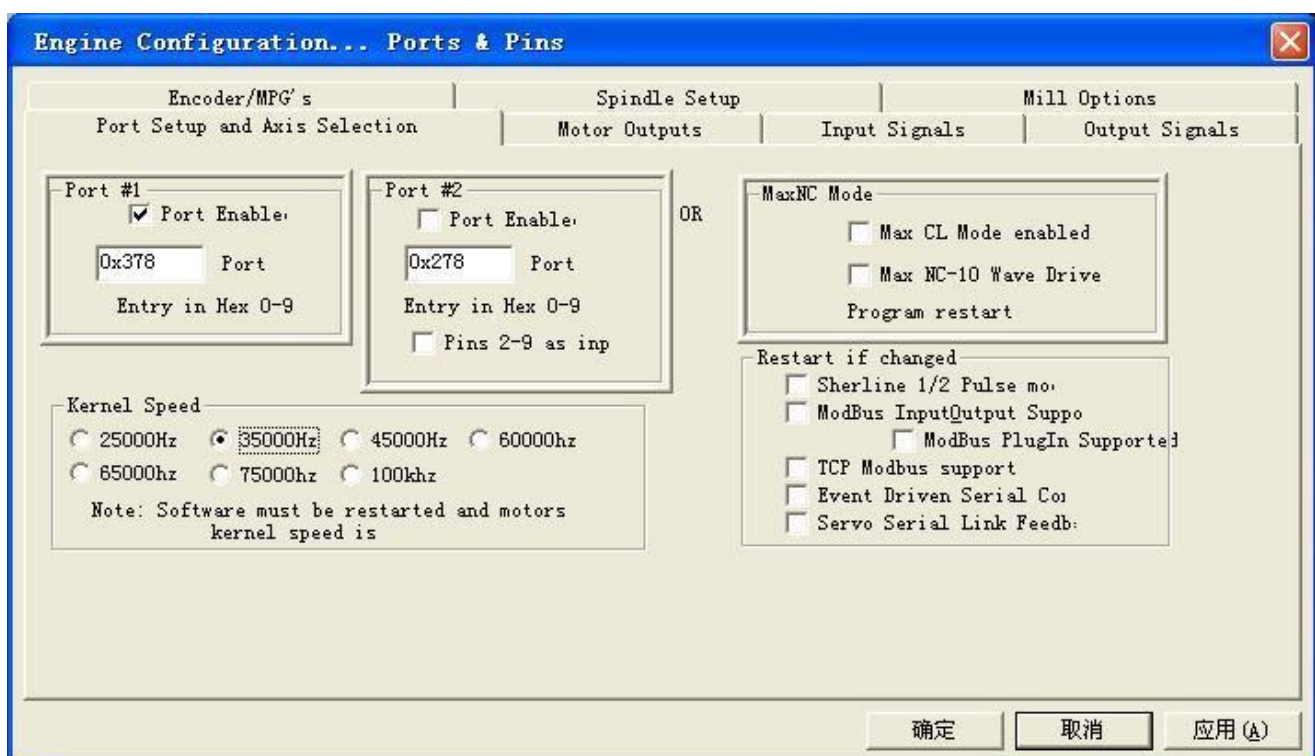 Engine Configuration... Ports & Pins
Encoder/MPG's Spindle Setup Mill Options
Port Setup and Axis Selection Motor Outputs Input Signals Output Signals
Port #1
Port Enable
0x378 Port
Entry in Hex 0-9
Port #2
Port Enable
0x278 Port
Entry in Hex 0-9
Pins 2-9 as inp
OR
MaxNC Mode
Max CL Mode enabled
Max NC-10 Wave Drive
Program restart
Kernel Speed
25000Hz 35000Hz 45000Hz 60000hz
65000hz 75000hz 100khz
Note: Software must be restarted and motors
kernel speed is
Restart if changed
Sherline 1/2 Pulse mo
ModBus InputOutput Suppo
ModBus PlugIn Supported
TCP Modbus support
Event Driven Serial Co
Servo Serial Link Feedb
确定 取消 应用(A)